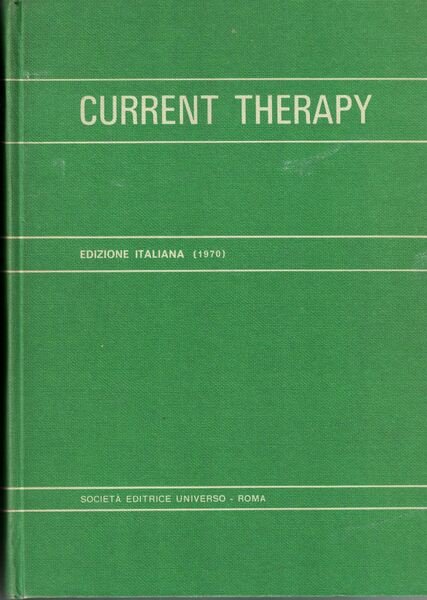 CURRENT THERAPY
EDIZIONE ITALIANA (1970)
SOCIETÀ EDITRICE UNIVERSO - ROMA